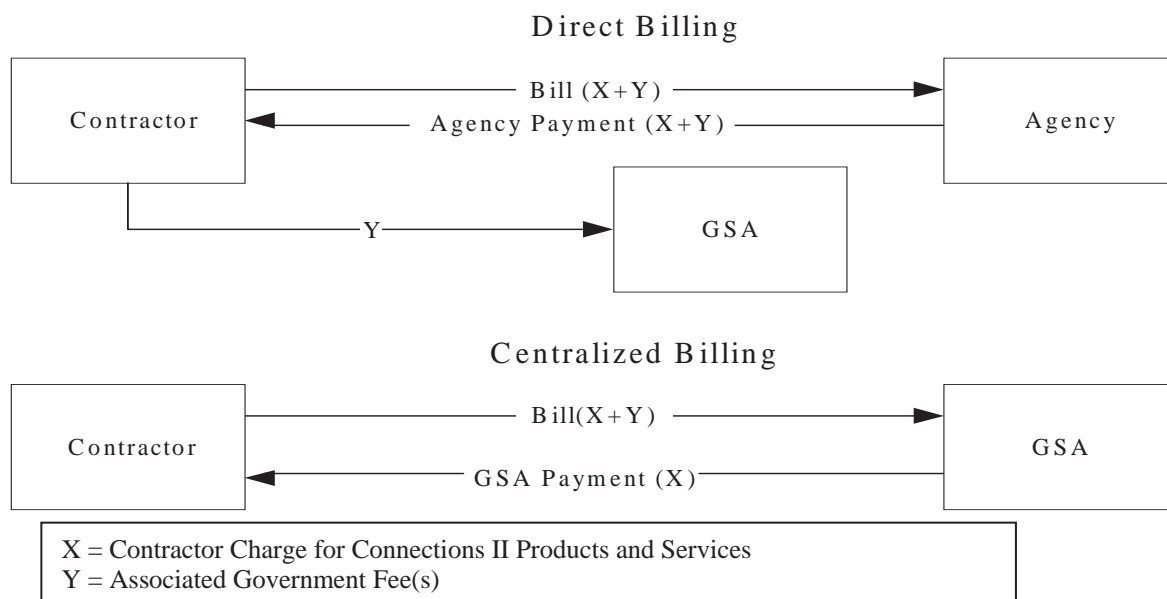 Direct Billing
Bill (X+Y)
Contractor
Agency Payment (X+Y)
Agency
Y
GSA
Centralized Billing
Bill(X+Y)
Contractor
GSA
GSA Payment (X)
X = Contractor Charge for Connections II Products and Services
Y = Associated Government Fee(s)